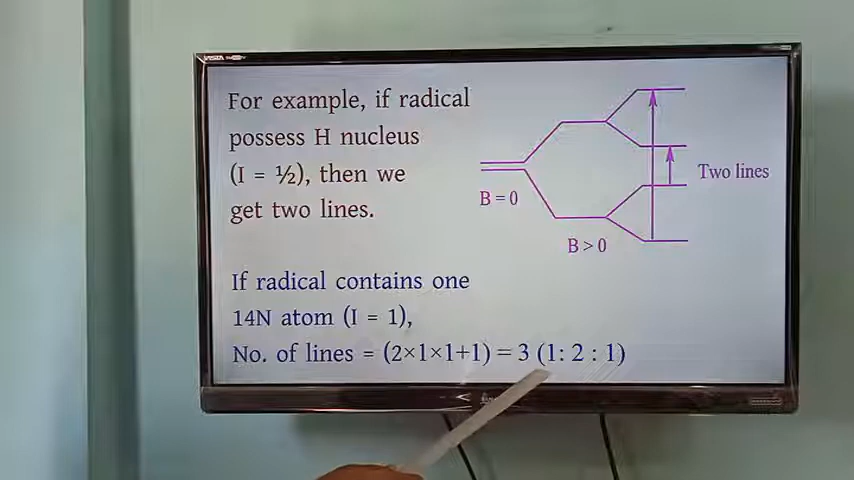 VISTA
For example, if radical
possess H nucleus
(I = ½), then we
get two lines.
B = 0
B > 0
Two lines
If radical contains one
14N atom (I = 1),
No. of lines = (2×1×1+1) = 3 (1: 2 : 1)